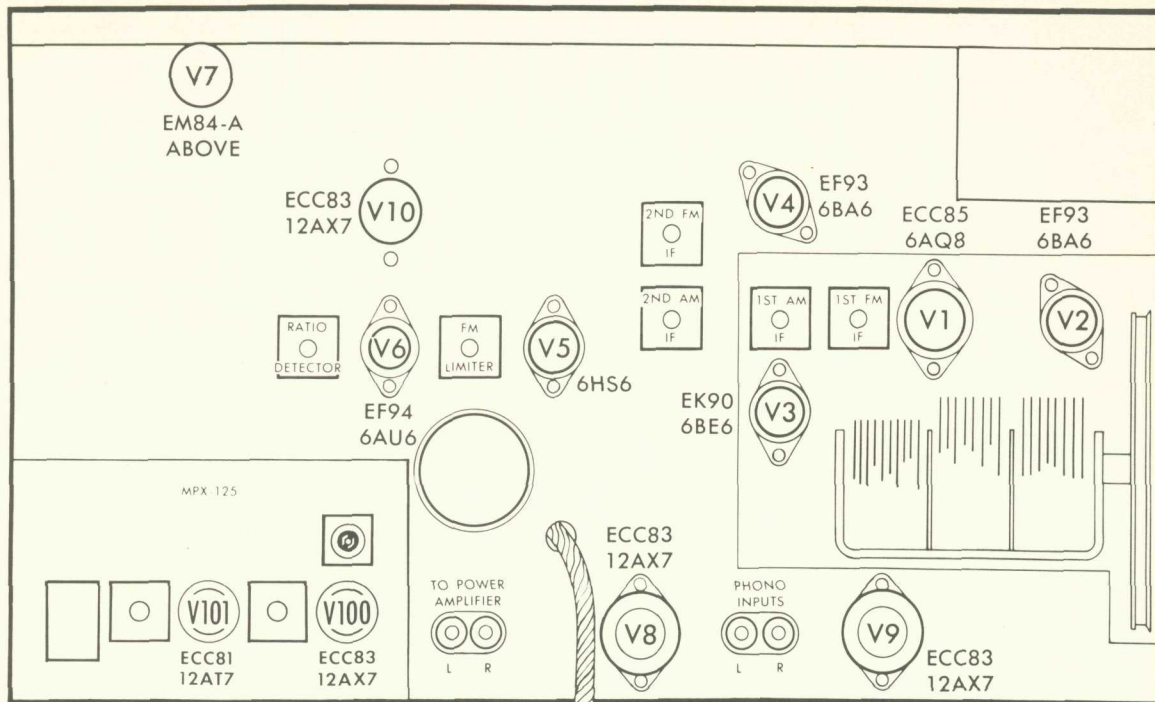 V7
EM84-A
ABOVE
ECC83
12AX7
V10
V4
EF93
6BA6
2ND FM
IF
ECC85
6AQ8
EF93
6BA6
RATIO
DETECTOR
V6
EF94
6AU6
FM
LIMITER
V5
6HS6
2ND AM
IF
1ST AM
IF
1ST FM
IF
V1
V2
EK90
6BE6
V3
MPX-125
V101
ECC81
12AT7
V100
ECC83
12AX7
TO POWER
AMPLIFIER
L R
ECC83
12AX7
V8
PHONO
INPUTS
L R
V9
ECC83
12AX7